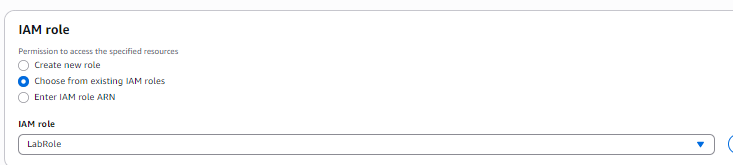 IAM role
Permission to access the specified resources
Create new role
Choose from existing IAM roles
Enter IAM role ARN
IAM role
LabRole